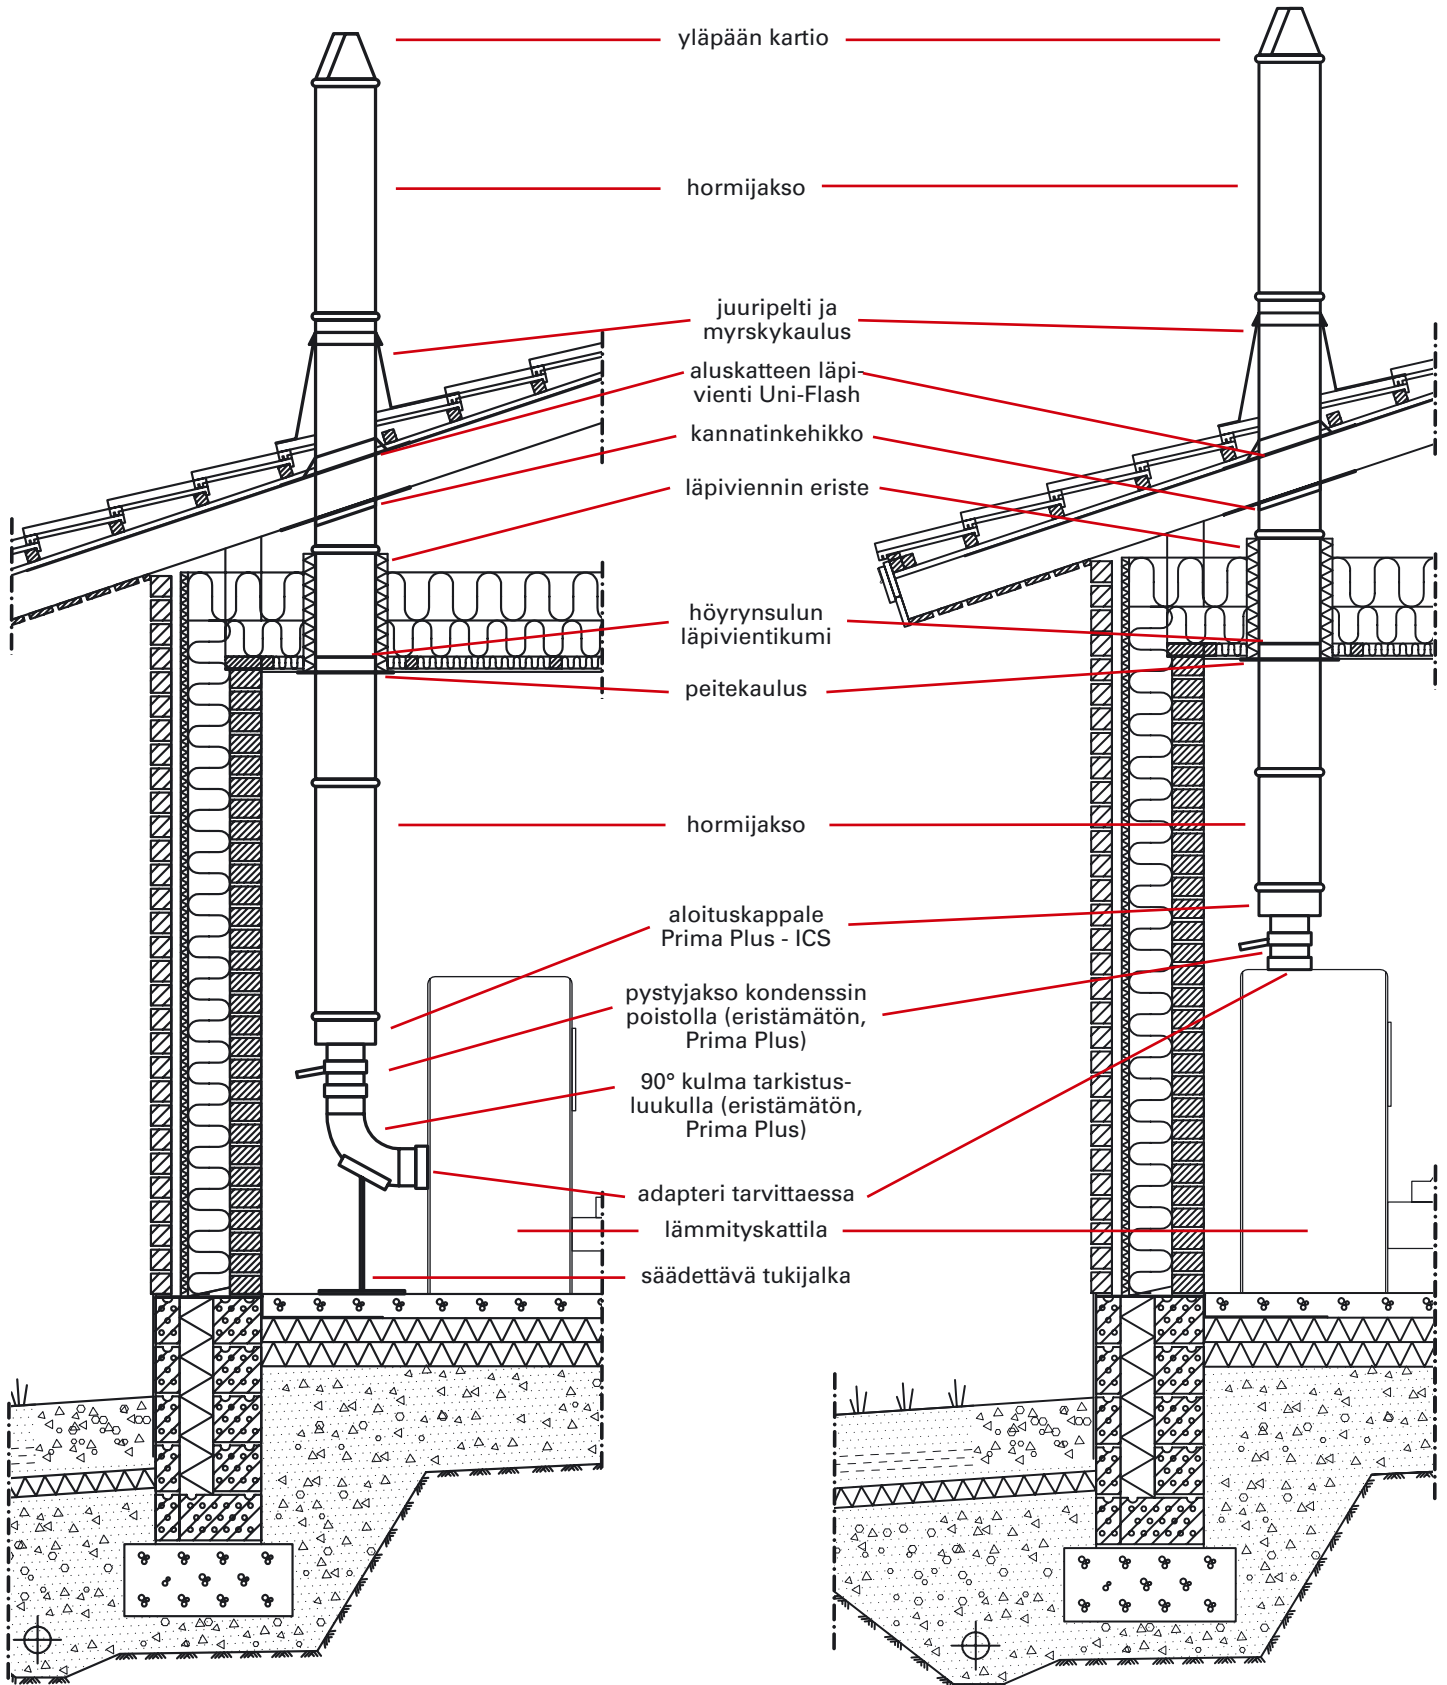 yläpään kartio
hormijakso
juuripelti ja
myrskykaulus
aluskatteen läpi-
vienti Uni-Flash
kannatinkehikko
läpiviennin eriste
höyrynsulun
läpivientikumi
peitekaulus
hormijakso
aloituskappale
Prima Plus - ICS
pystyjakso kondenssin
poistolla (eristämätön,
Prima Plus)
90° kulma tarkistus-
luukulla (eristämätön,
Prima Plus)
adapteri tarvittaessa
lämmityskattila
säädettävä tukijalka